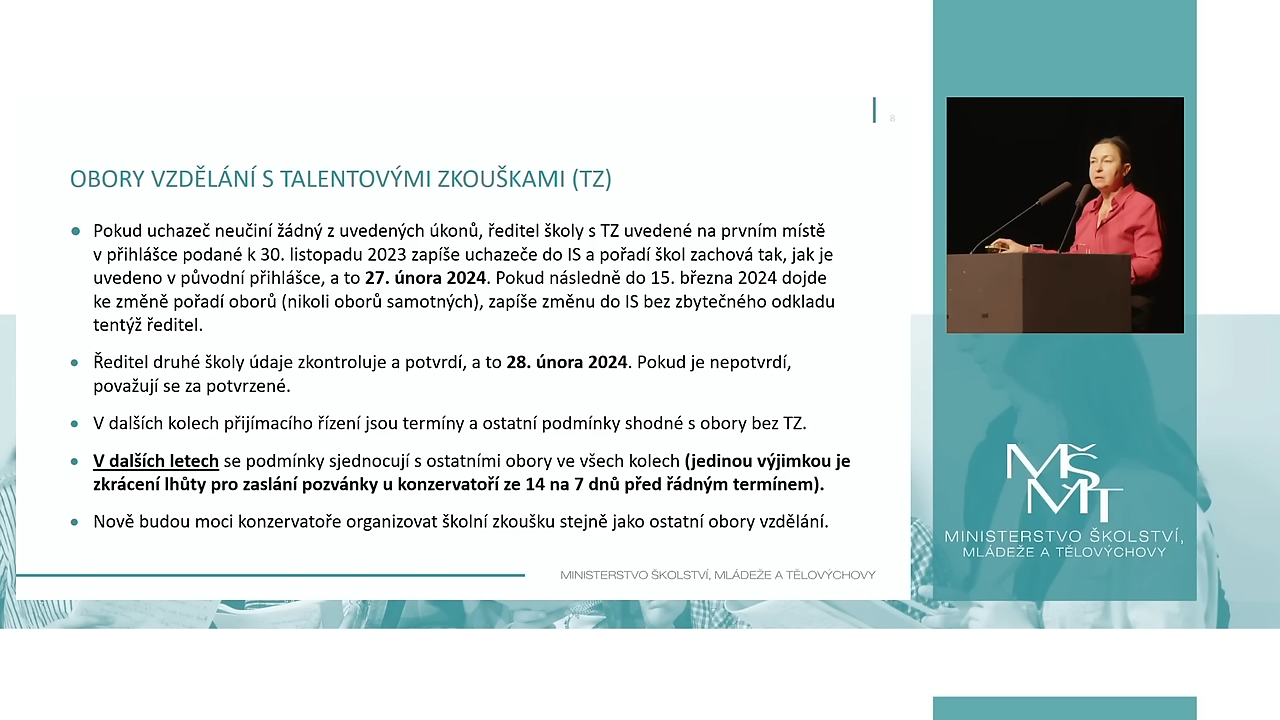 8
OBORY VZDĚLÁNÍ S TALENTOVÝMI ZKOUŠKAMI (TZ)
• Pokud uchazeč neučiní žádný z uvedených úkonů, ředitel školy s TZ uvedené na prvním místě
v přihlášce podané k 30. listopadu 2023 zapíše uchazeče do IS a pořadí škol zachová tak, jak je
uvedeno v původní přihlášce, a to 27. února 2024. Pokud následně do 15. března 2024 dojde
ke změně pořadí oborů (nikoli oborů samotných), zapíše změnu do IS bez zbytečného odkladu
tentýž ředitel.
• Ředitel druhé školy údaje zkontroluje a potvrdí, a to 28. února 2024. Pokud je nepotvrdí,
považují se za potvrzené.
• V dalších kolech přijímacího řízení jsou termíny a ostatní podmínky shodné s obory bez TZ.
• V dalších letech se podmínky sjednocují s ostatními obory ve všech kolech (jedinou výjimkou je
zkrácení lhůty pro zaslání pozvánky u konzervatoří ze 14 na 7 dnů před řádným termínem).
• Nově budou moci konzervatoře organizovat školní zkoušku stejně jako ostatní obory vzdělání.
MINISTERSTVO ŠKOLSTVÍ, MLÁDEŽE A TĚLOVÝCHOVY
MŠ
MT
MINISTERSTVO ŠKOLSTVÍ,
MLÁDEŽE A TĚLOVÝCHOVY